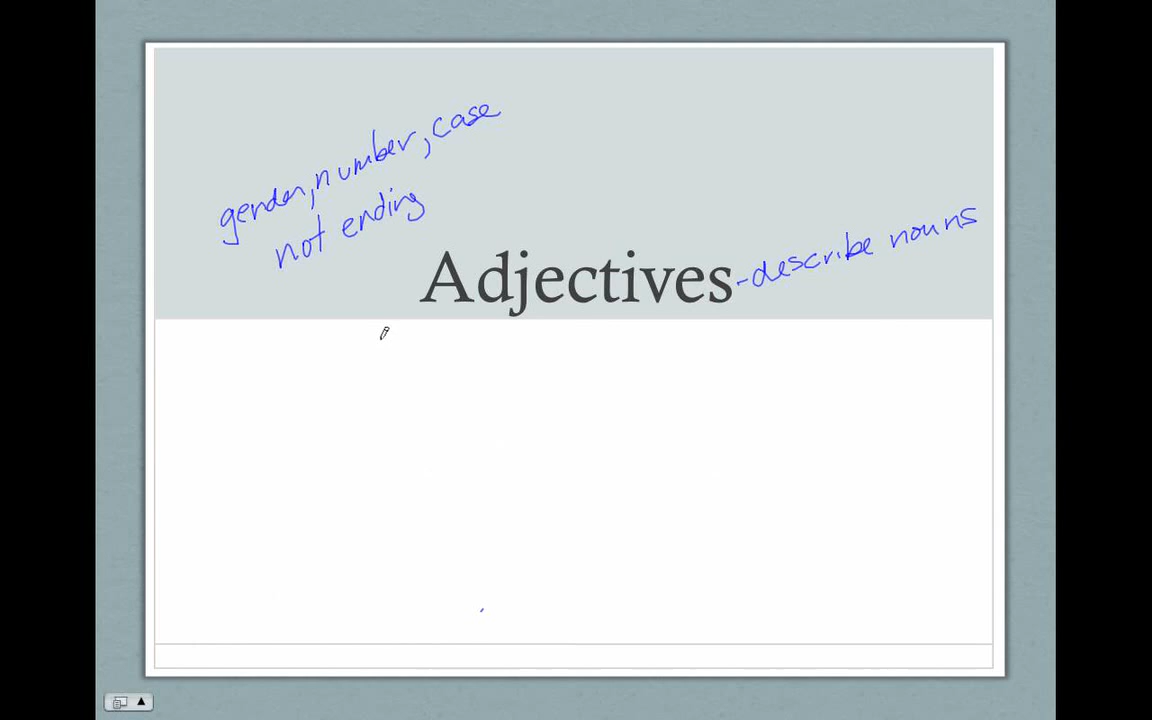 gender, number, case
not ending
Adjectives
-describe nouns